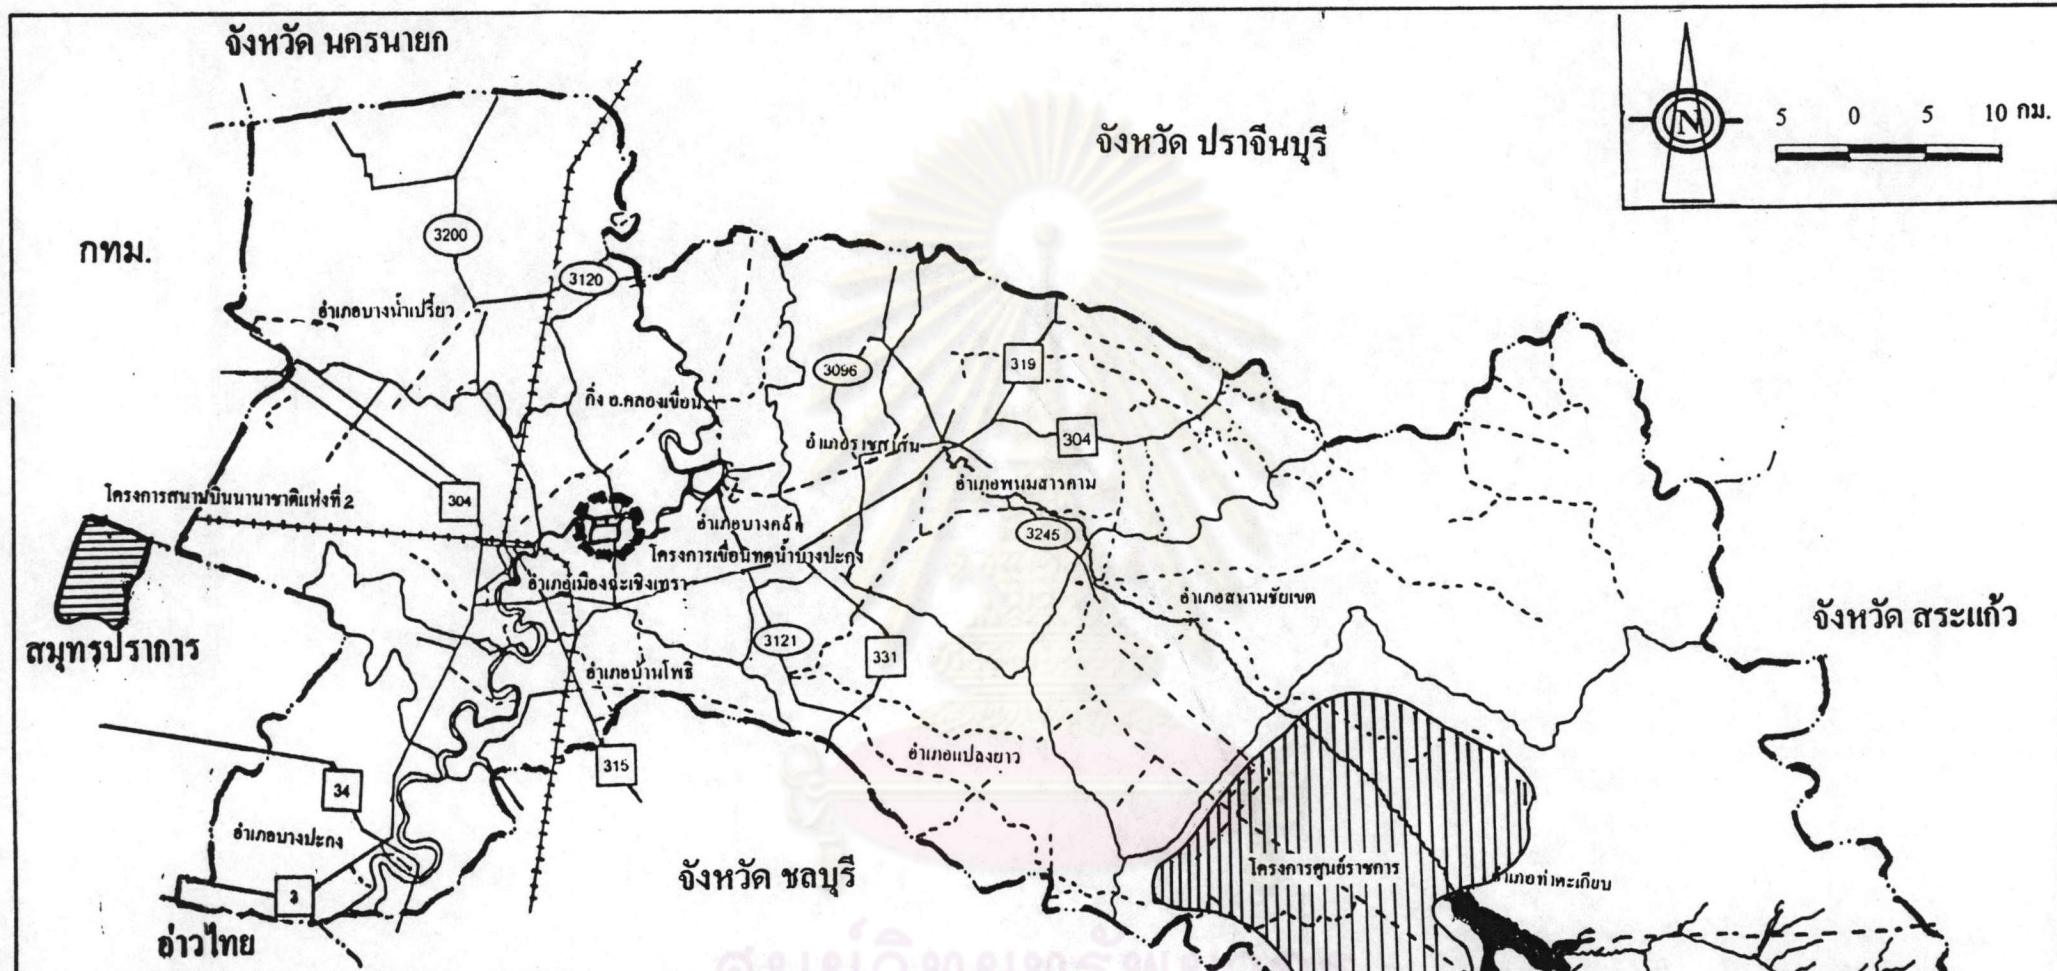 จังหวัด นครนายก
5 0 5 10 กม.
N
จังหวัด ปราจีนบุรี
กทม.
3200
3120
อำเภอบางน้ำเปรี้ยว
3096
319
กิ่ง อ.คลองเขื่อน
304
อำเภอราชสาส์น
อำเภอพนมสารคาม
โครงการสนามบินนานาชาติแห่งที่ 2
304
อำเภอบางคล้า
3245
โครงการเขื่อนทดน้ำบางปะกง
อำเภอเมืองฉะเชิงเทรา
อำเภอสนามชัยเขต
จังหวัด สระแก้ว
สมุทรปราการ
3121
331
อำเภอบ้านโพธิ์
อำเภอแปลงยาว
315
34
อำเภอบางปะกง
จังหวัด ชลบุรี
โครงการศูนย์ราชการ
อำเภอท่าตะเกียบ
3
อ่าวไทย